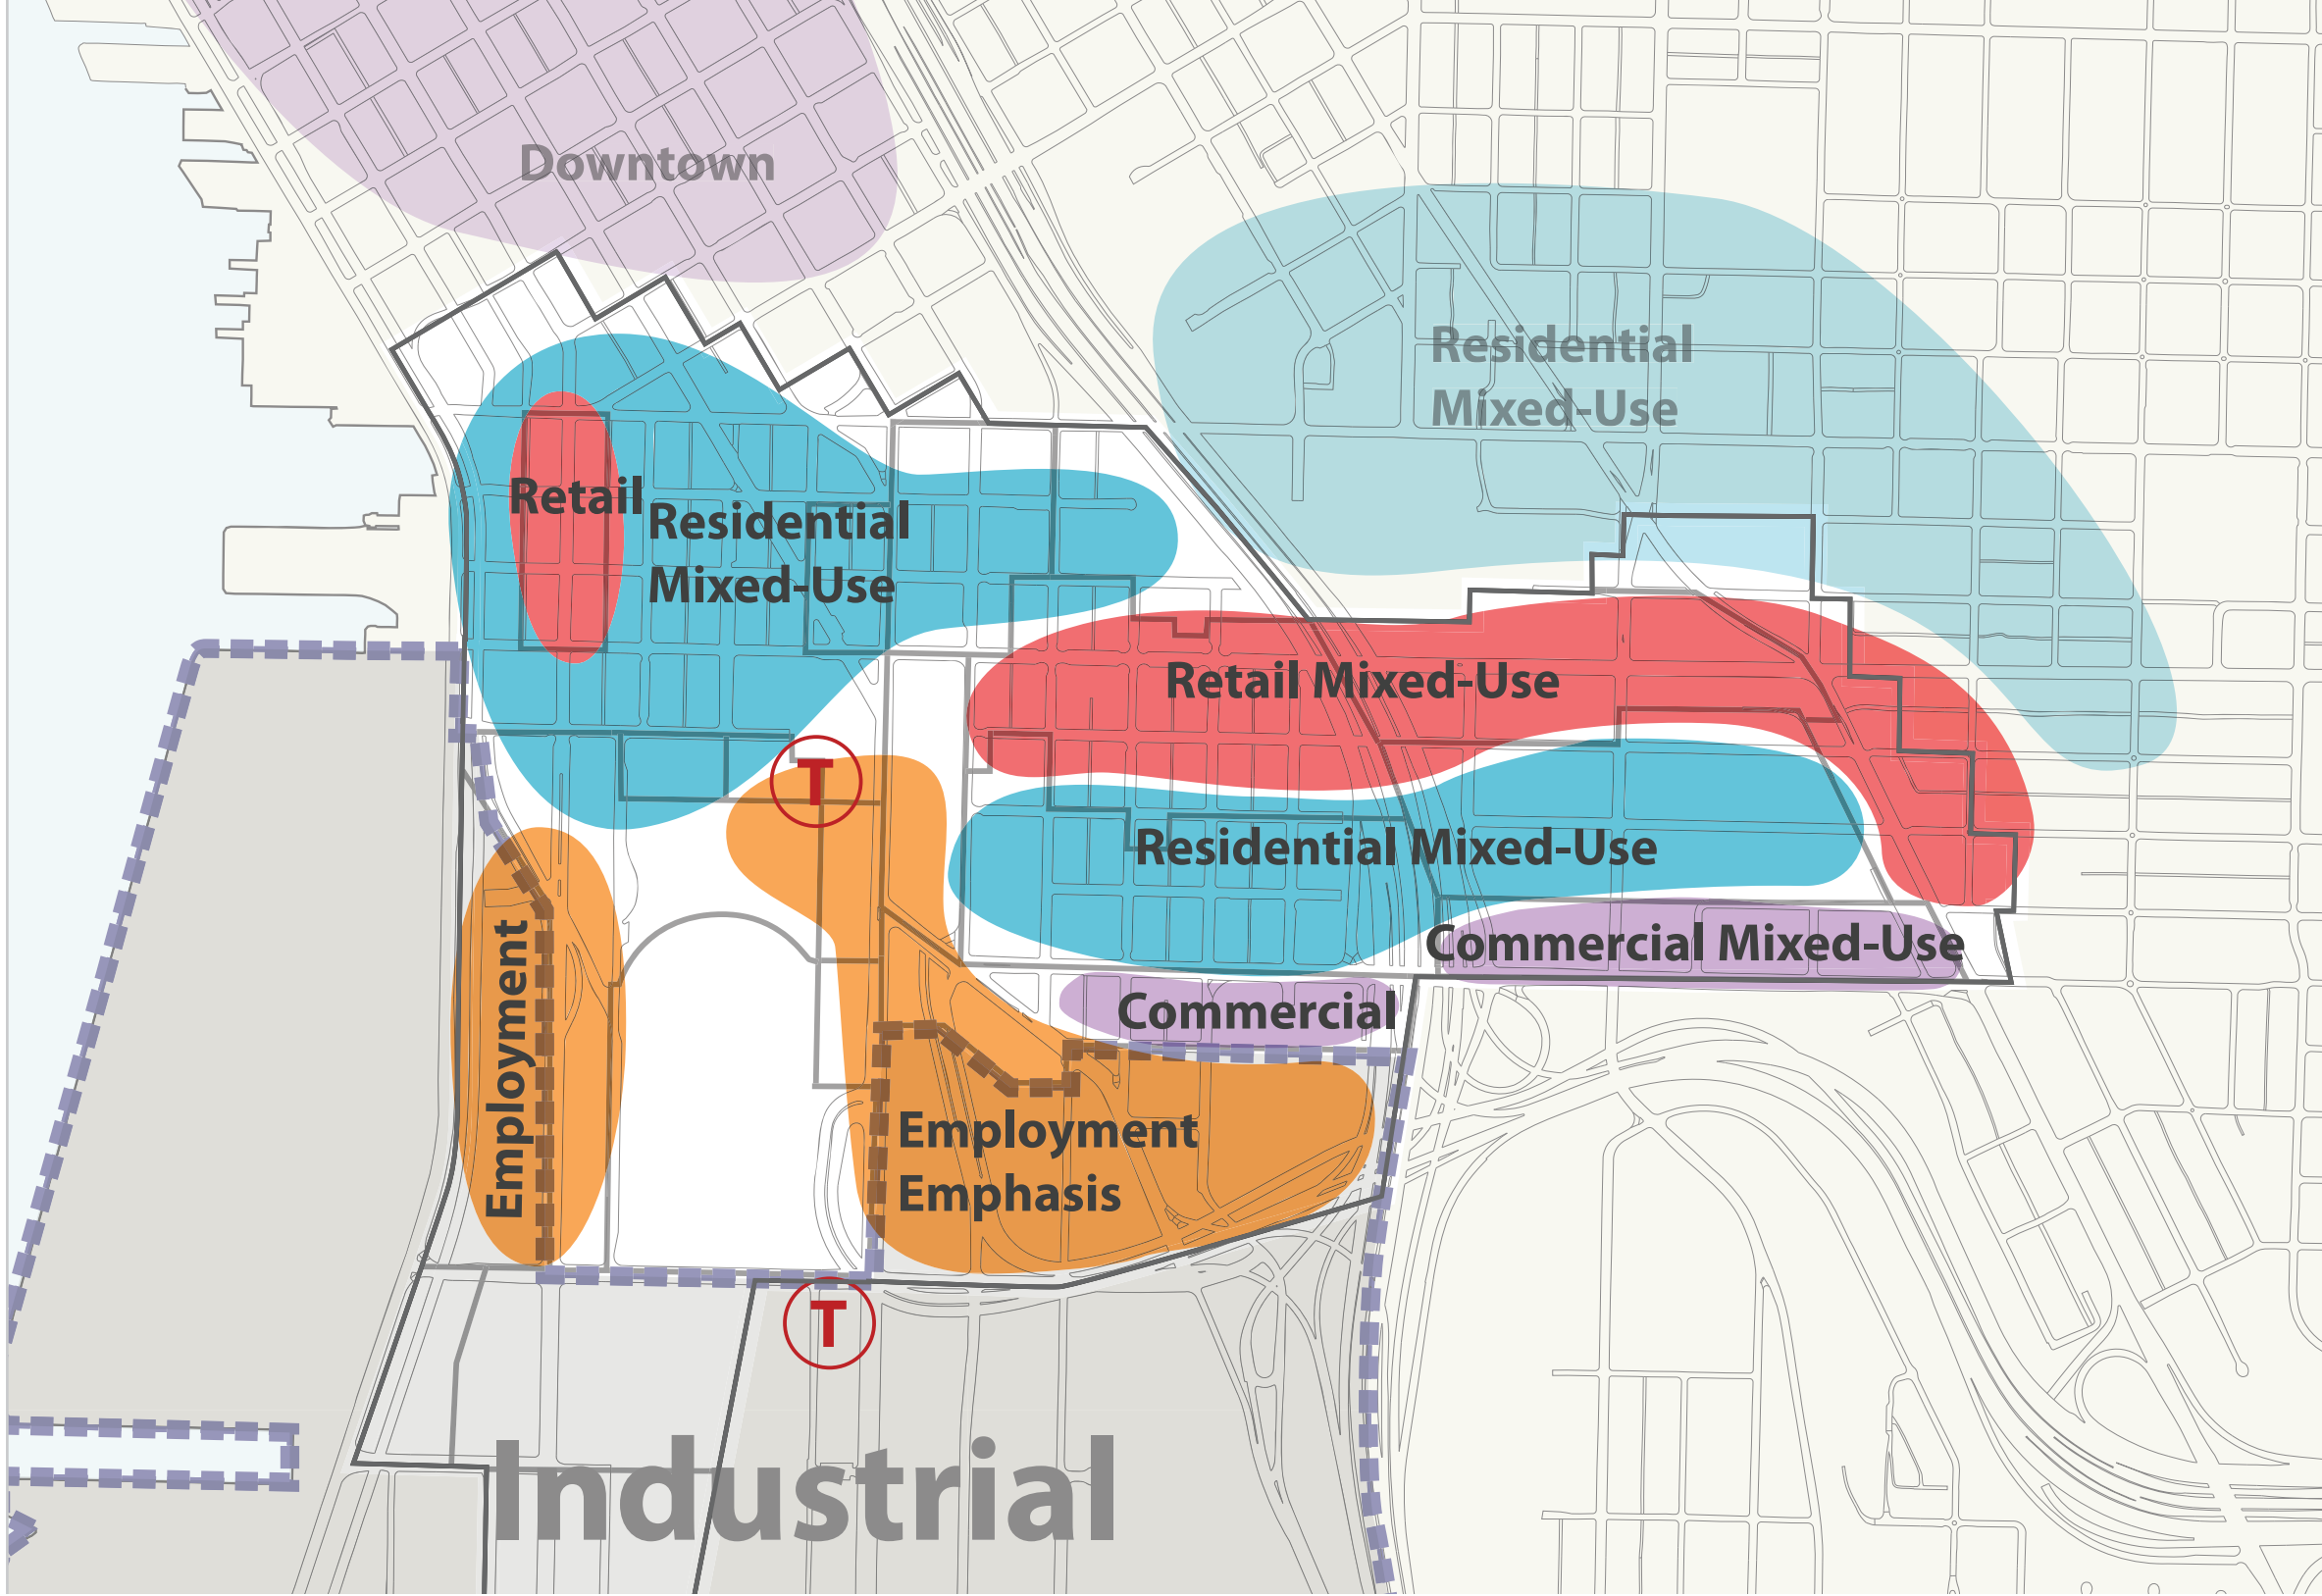 Downtown
Residential
Mixed-Use
Retail
Residential
Mixed-Use
Retail Mixed-Use
T
Residential Mixed-Use
Commercial Mixed-Use
Commercial
Employment
Employment
Emphasis
T
Industrial